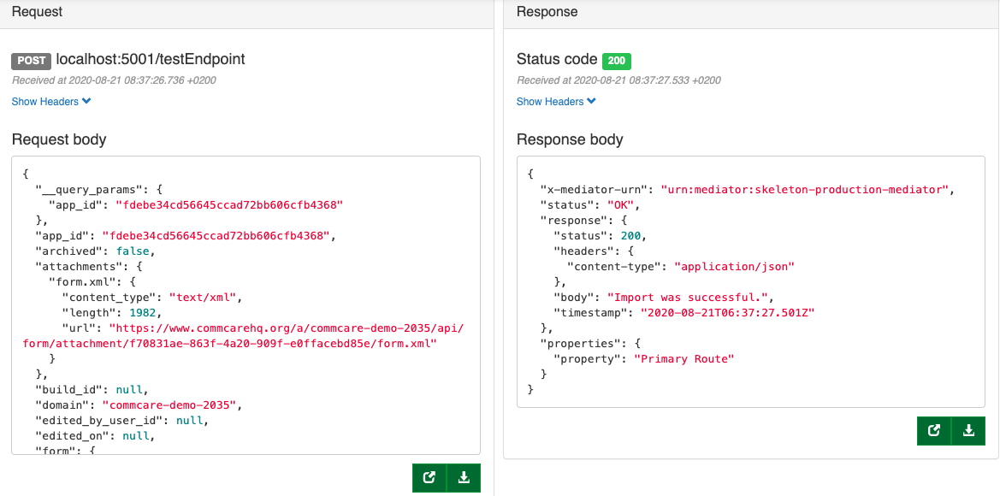 Request
POST localhost:5001/testEndpoint
Received at 2020-08-21 08:37:26.736 +0200
Show Headers
Request body
{
"__query_params": {
"app_id": "fdebe34cd56645ccad72bb606cfb4368"
},
"app_id": "fdebe34cd56645ccad72bb606cfb4368",
"archived": false,
"attachments": {
"form.xml": {
"content_type": "text/xml",
"length": 1982,
"url": "https://www.commcarehq.org/a/commcare-demo-2035/api/
form/attachment/f70831ae-863f-4a20-909f-e0ffacebd85e/form.xml"
}
},
"build_id": null,
"domain": "commcare-demo-2035",
"edited_by_user_id": null,
"edited_on": null,
"form": {
Response
Status code 200
Received at 2020-08-21 08:37:27.533 +0200
Show Headers
Response body
{
"x-mediator-urn": "urn:mediator:skeleton-production-mediator",
"status": "OK",
"response": {
"status": 200,
"headers": {
"content-type": "application/json"
},
"body": "Import was successful.",
"timestamp": "2020-08-21T06:37:27.501Z"
},
"properties": {
"property": "Primary Route"
}
}